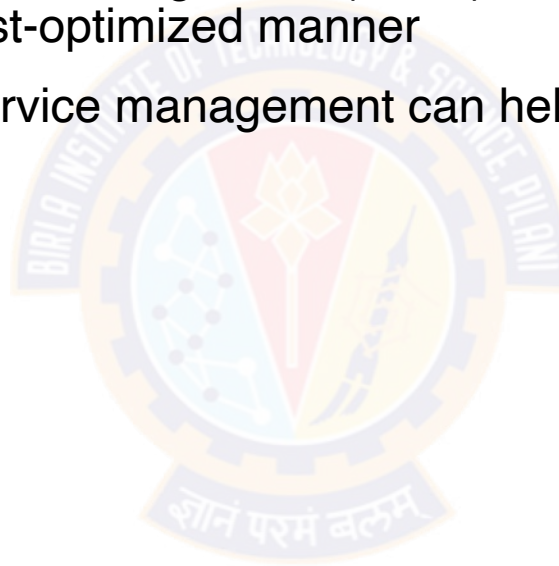 st-optimized manner
rvice management can hel
BIRLA INSTITUTE OF TECHNOLOGY & SCIENCE, PILANI
ज्ञानं परमं बलम्